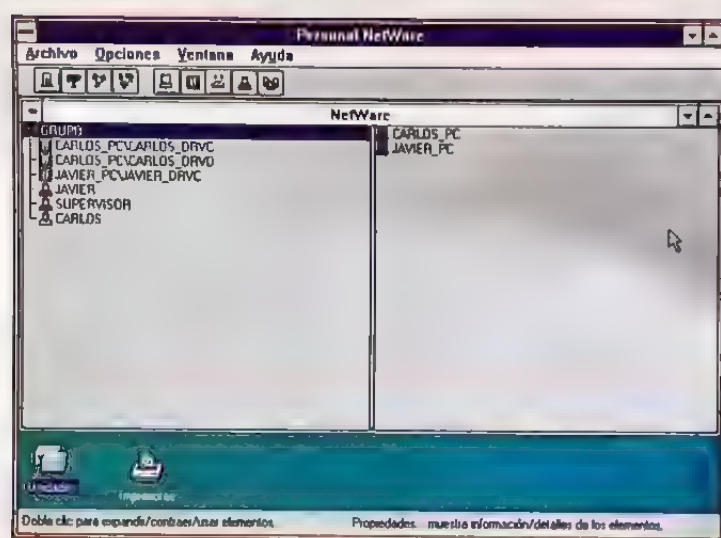 Personal NetWare
Archivo Opciones Ventana Ayuda
NetWare
GRUPO
CARLOS_PC\CARLOS_DRVC
CARLOS_PC\CARLOS_DRVD
JAVIER_PC\JAVIER_DRVC
JAVIER
SUPERVISOR
CARLOS
CARLOS_PC
JAVIER_PC
Impresoras
Doble clic para expandir/contraer/usar elementos.
Propiedades... muestra información/detalles de los elementos.